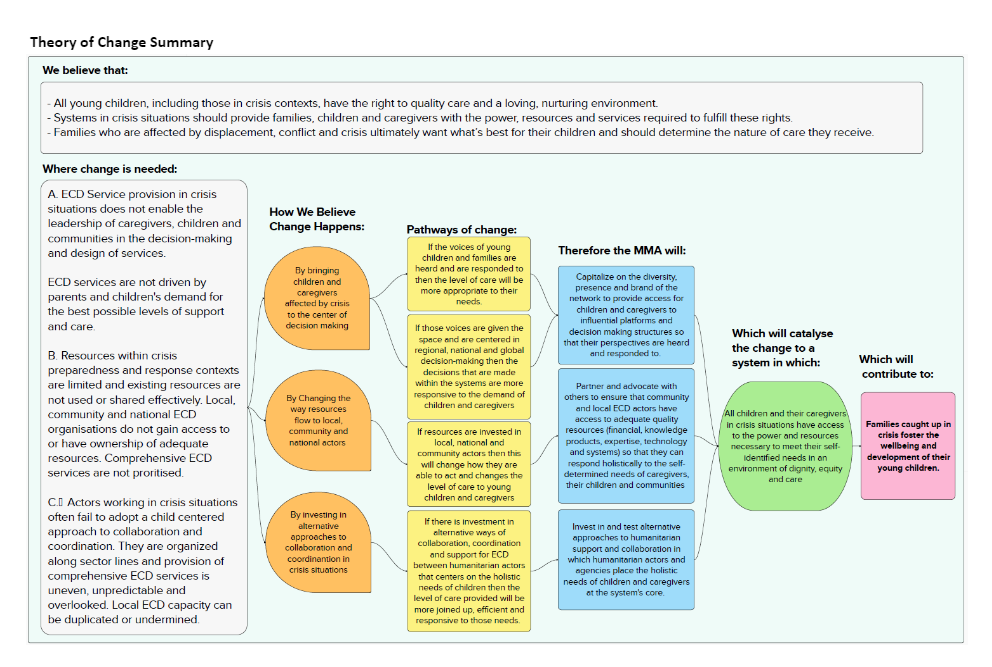 Theory of Change Summary
We believe that:
- All young children, including those in crisis contexts, have the right to quality care and a loving, nurturing environment.
- Systems in crisis situations should provide families, children and caregivers with the power, resources and services required to fulfill these rights.
- Families who are affected by displacement, conflict and crisis ultimately want what's best for their children and should determine the nature of care they receive.
Where change is needed:
A. ECD Service provision in crisis
situations does not enable the
leadership of caregivers, children and
communities in the decision-making
and design of services.
ECD services are not driven by
parents and children's demand for
the best possible levels of support
and care.
B. Resources within crisis
preparedness and response contexts
are limited and existing resources are
not used or shared effectively. Local,
community and national ECD
organisations do not gain access to
or have ownership of adequate
resources. Comprehensive ECD
services are not proritised.
C. Actors working in crisis situations
often fail to adopt a child centered
approach to collaboration and
coordination. They are organized
along sector lines and provision of
comprehensive ECD services is
uneven, unpredictable and
overlooked. Local ECD capacity can
be duplicated or undermined.
How We Believe
Change Happens:
By bringing
children and
caregivers
affected by crisis
to the center of
decision making
By Changing the
way resources
flow to local,
community and
national actors
By investing in
alternative
approaches to
collaboration and
coordinantion in
crisis situations
Pathways of change:
If the voices of young
children and families are
heard and are responded to
then the level of care will be
more appropriate to their
needs.
If those voices are given the
space and are centered in
regional, national and global
decision-making then the
decisions that are made
within the systems are more
responsive to the demand of
children and caregivers
If resources are invested in
local, national and
community actors then this
will change how they are
able to act and changes the
level of care to young
children and caregivers
If there is investment in
alternative ways of
collaboration, coordination
and support for ECD
between humanitarian actors
that centers on the holistic
needs of children then the
level of care provided will be
more joined up, efficient and
responsive to those needs.
Therefore the MMA will:
Capitalize on the diversity,
presence and brand of the
network to provide access for
children and caregivers to
influential platforms and
decision making structures so
that their perspectives are heard
and responded to.
Partner and advocate with
others to ensure that community
and local ECD actors have
access to adequate quality
resources (financial, knowledge
products, expertise, technology
and systems) so that they can
respond holistically to the self-
determined needs of caregivers,
their children and communities
Invest in and test alternative
approaches to humanitarian
support and collaboration in
which humanitarian actors and
agencies place the holistic
needs of children and caregivers
at the system's core.
Which will catalyse
the change to a
system in which:
All children and their caregivers
in crisis situations have access
to the power and resources
necessary to meet their self-
identified needs in an
environment of dignity, equity
and care
Which will
contribute to:
Families caught up in
crisis foster the
wellbeing and
development of their
young children.